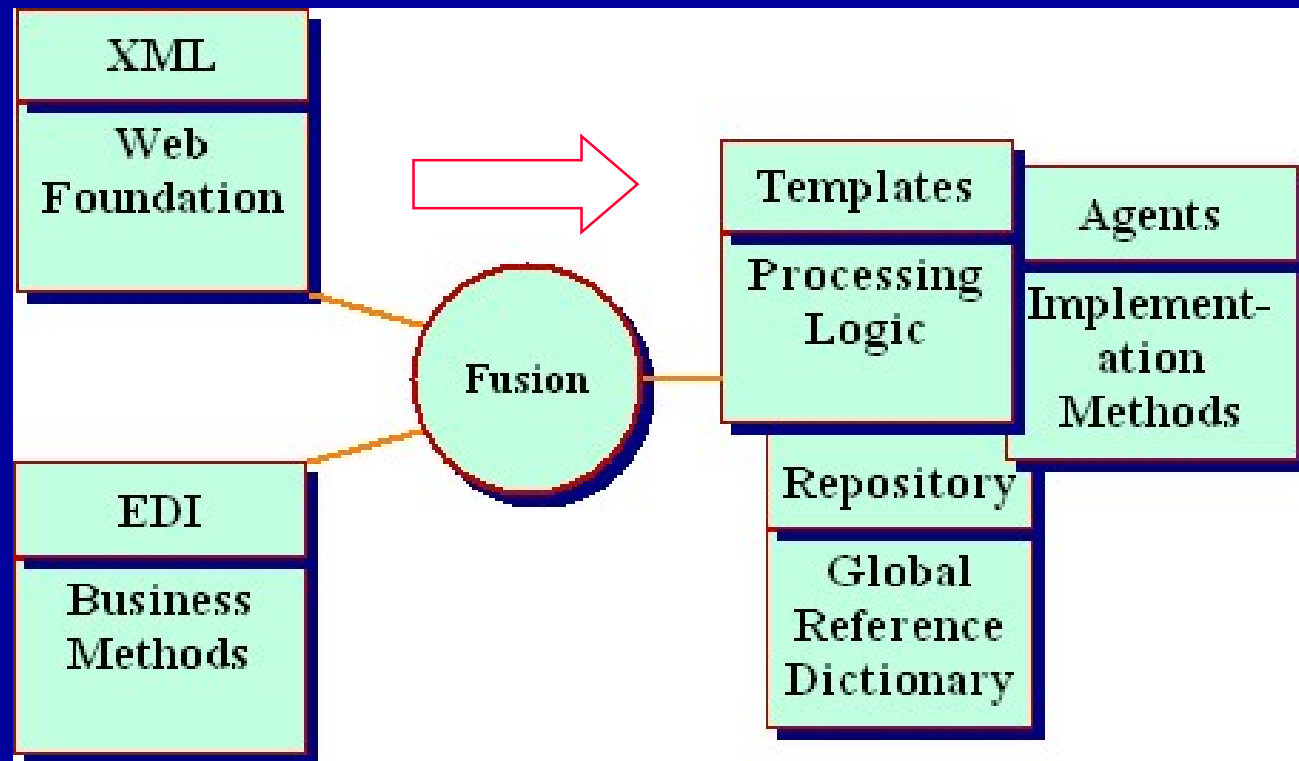 XML
Web
Foundation
EDI
Business
Methods
Fusion
Templates
Processing
Logic
Agents
Implement-
ation
Methods
Repository
Global
Reference
Dictionary